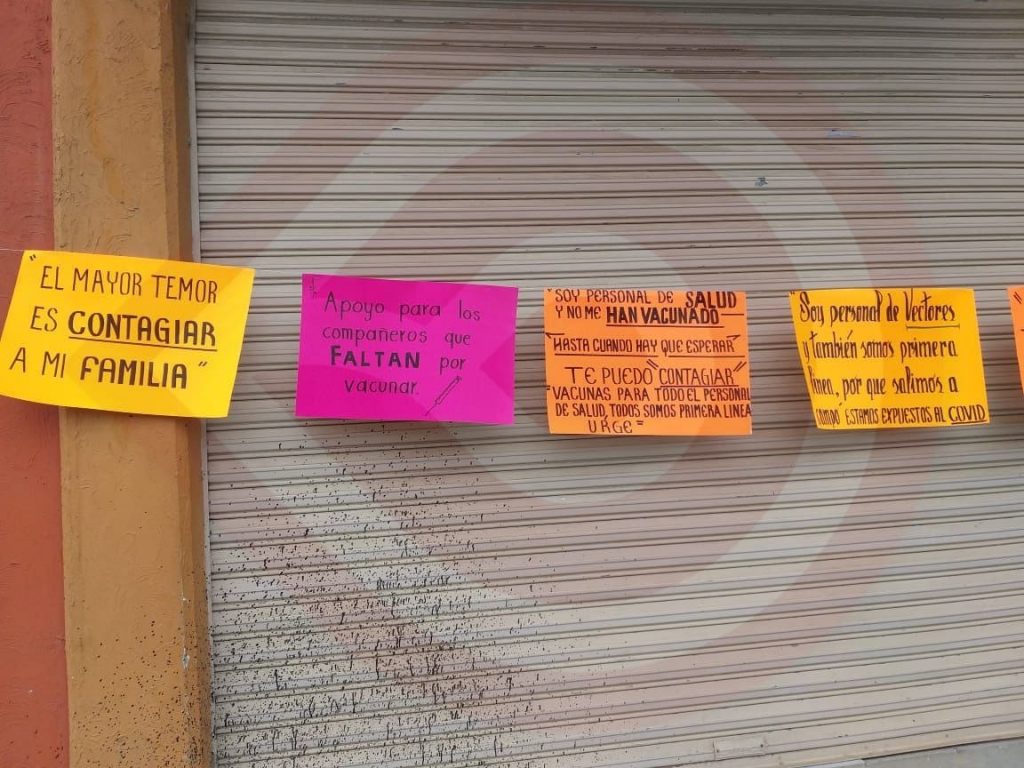 "EL MAYOR TEMOR
ES CONTAGIAR
A MI FAMILIA"
Apoyo para los
compañeros que
FALTAN por
vacunar.
"SOY PERSONAL DE SALUD
Y NO ME HAN VACUNADO
HASTA CUANDO HAY QUE ESPERAR
TE PUEDO "CONTAGIAR"
VACUNAS PARA TODO EL PERSONAL
DE SALUD, TODOS SOMOS PRIMERA LINEA
URGE"
"Soy personal de Vectores
y también somos primera
linea, por que salimos a
campo ESTAMOS EXPUESTOS AL COVID